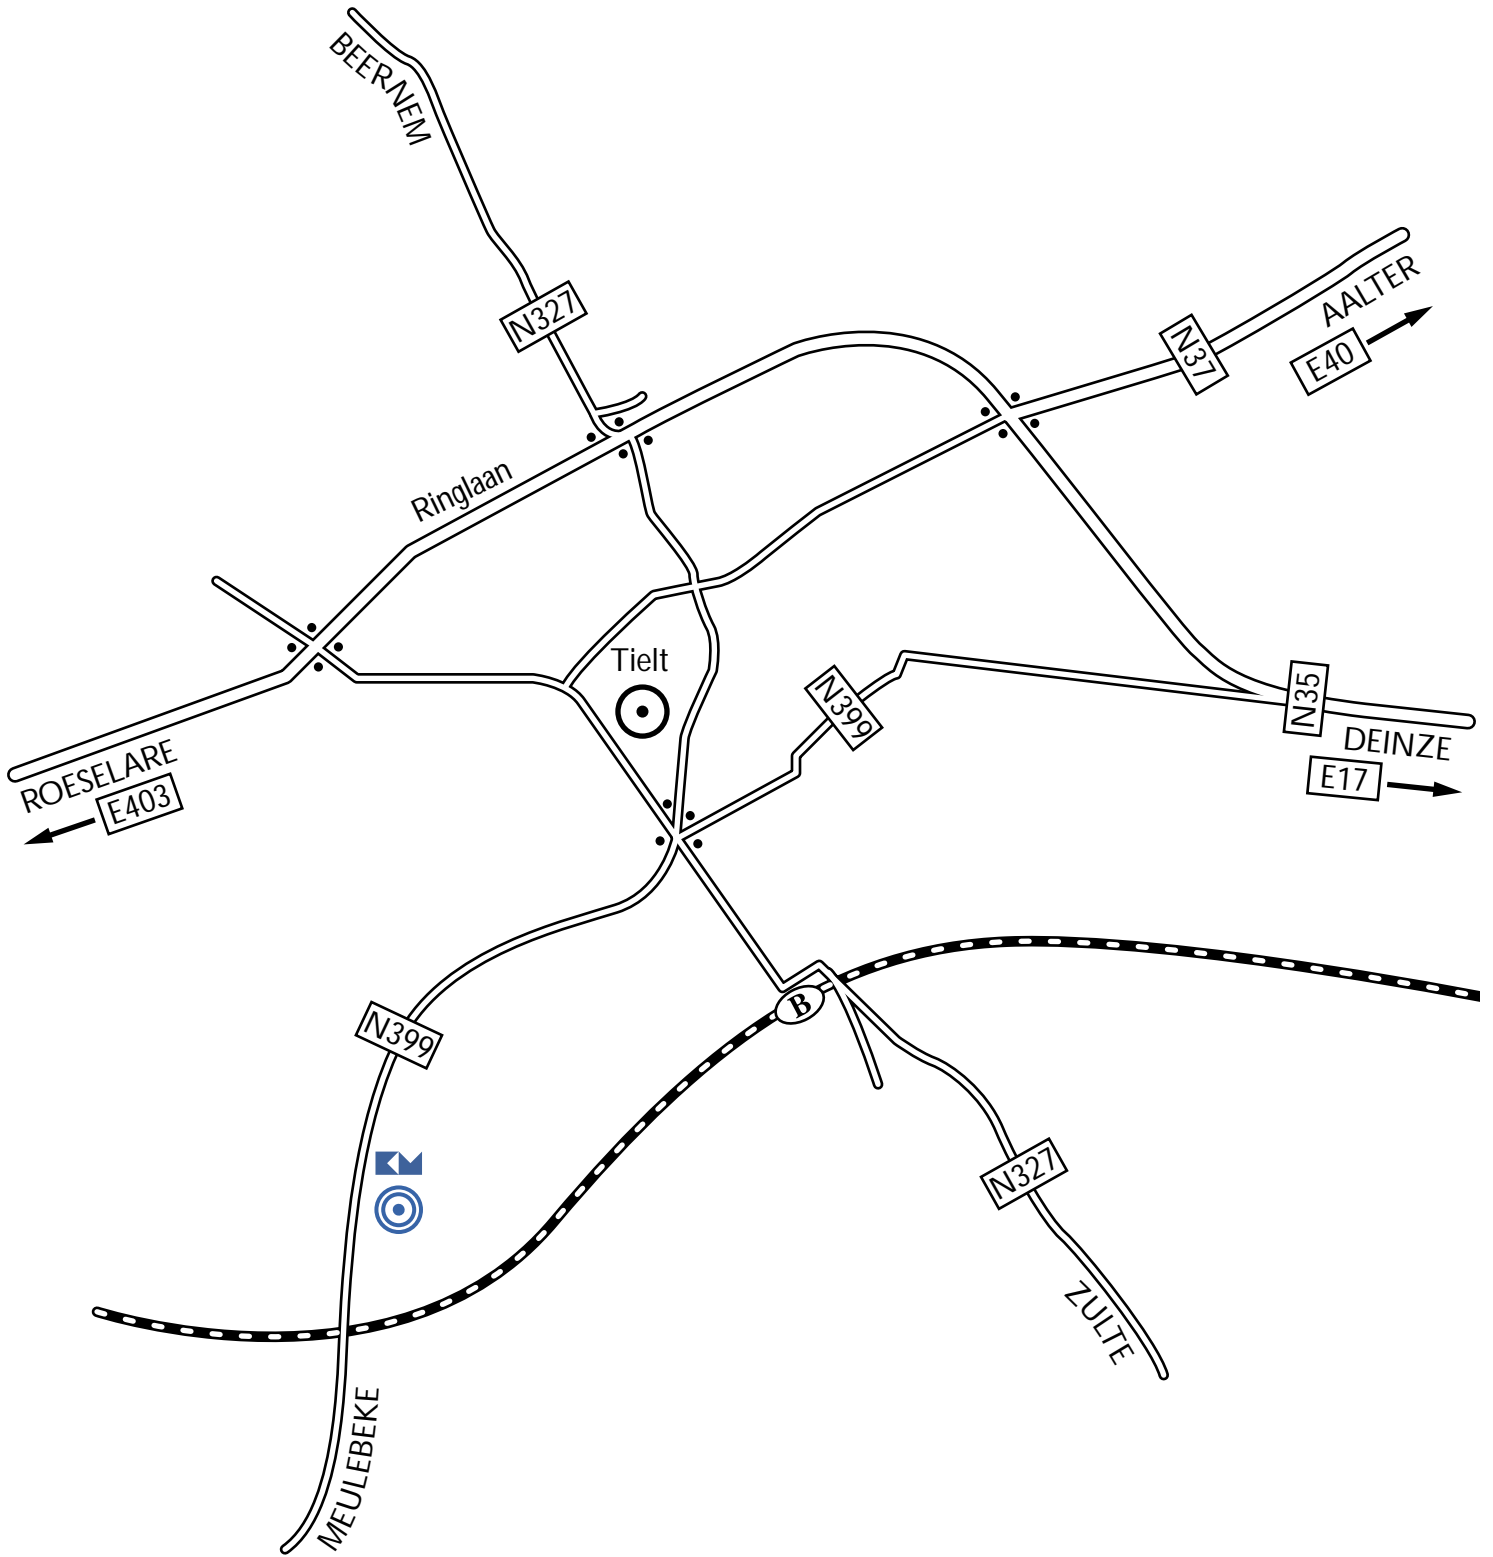 BEERNEM
N327
AALTER
N37
E40
Ringlaan
Tielt
N399
N35
DEINZE
E17
ROESELARE
E403
B
N399
N327
ZULTE
MEULEBEKE